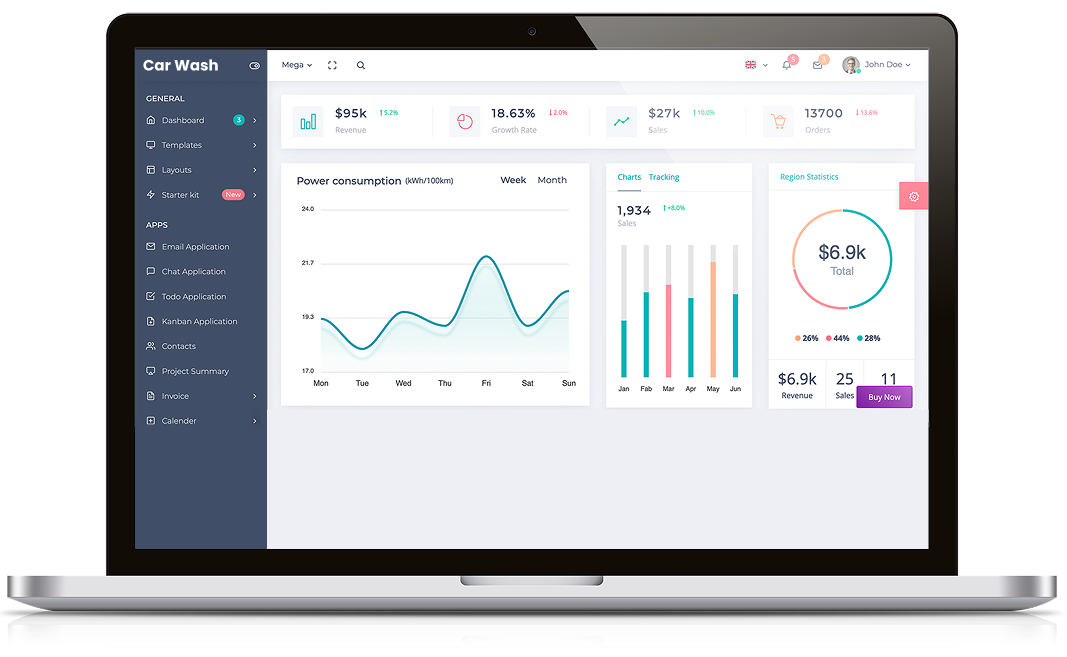 Car Wash
Mega
5
John Doe
GENERAL
Dashboard 3
Templates
Layouts
Starter kit New
APPS
Email Application
Chat Application
Todo Application
Kanban Application
Contacts
Project Summary
Invoice
Calender
$95k 5.2%
Revenue
18.63% 2.0%
Growth Rate
$27k 10.0%
Sales
13700 13.6%
Orders
Power consumption (kWh/100km) Week Month
24.0
21.7
19.3
17.0
Mon Tue Wed Thu Fri Sat Sun
Charts Tracking
1,934 +8.0%
Sales
Jan Fab Mar Apr May Jun
Region Statistics
$6.9k
Total
26% 44% 28%
$6.9k 25 11
Revenue Sales
Buy Now